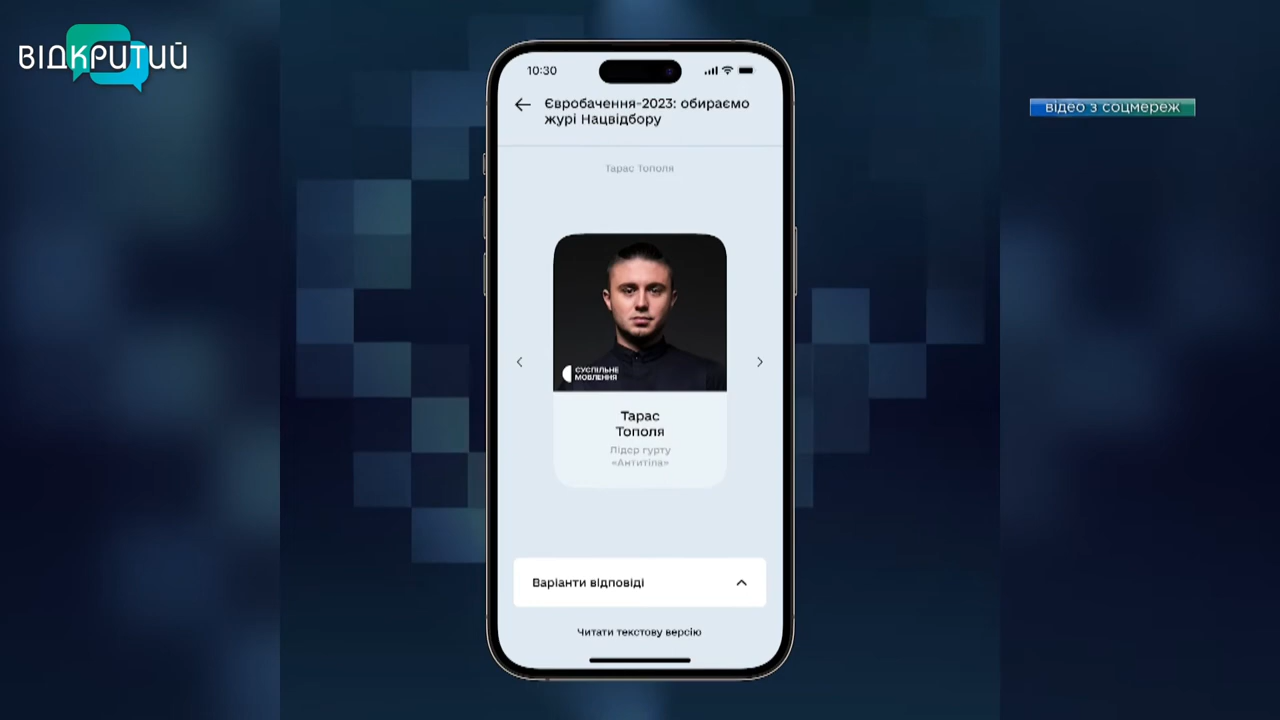 ВІДКРИТИЙ
відео з соцмереж
10:30
Євробачення-2023: обираємо
журі Нацвідбору
Тарас Тополя
СУСПІЛЬНЕ
МОВЛЕННЯ
Тарас
Тополя
Лідер гурту
«Антитіла»
Варіанти відповіді
Читати текстову версію